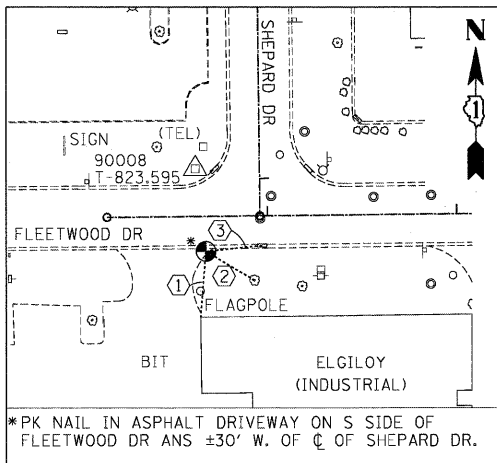 N
1
SHEPARD DR
SIGN
(TEL)
90008
T-823.595
FLEETWOOD DR
*
3
1
2
FLAGPOLE
BIT
ELGILOY
(INDUSTRIAL)
* PK NAIL IN ASPHALT DRIVEWAY ON S SIDE OF
FLEETWOOD DR ANS ±30' W. OF ℄ OF SHEPARD DR.